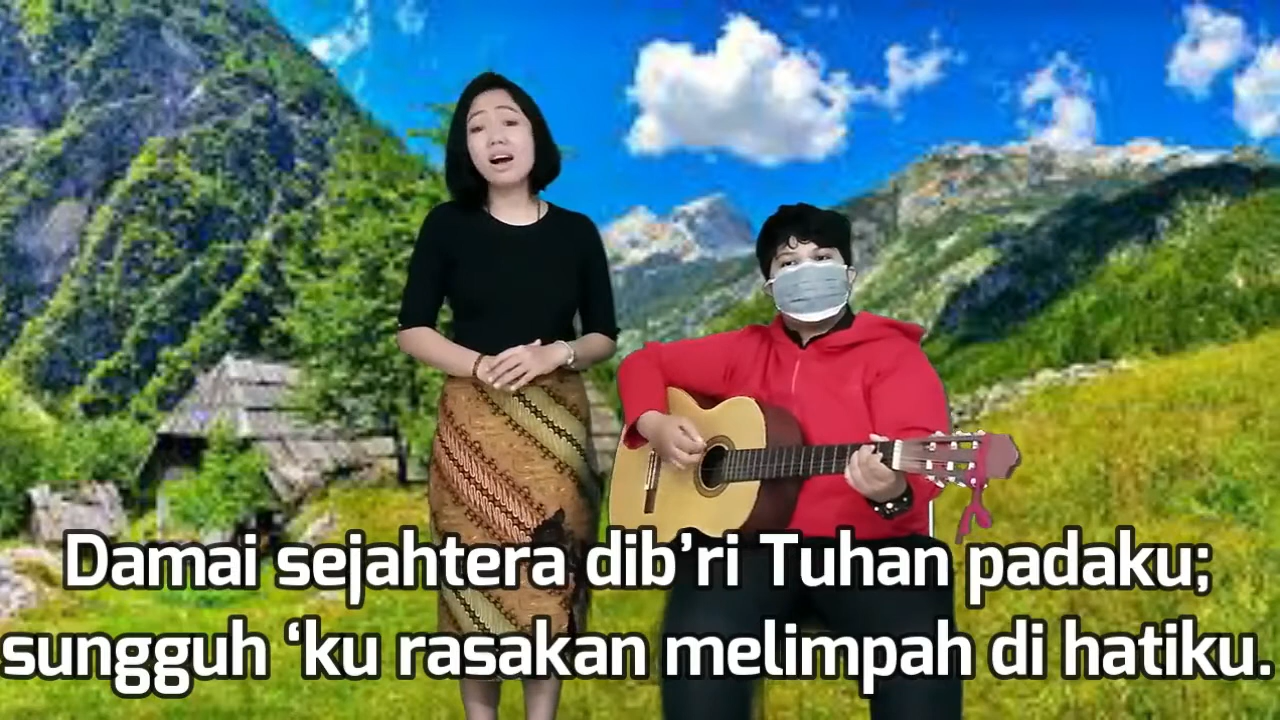 Damai sejahtera dib’ri Tuhan padaku;
sungguh ‘ku rasakan melimpah di hatiku.